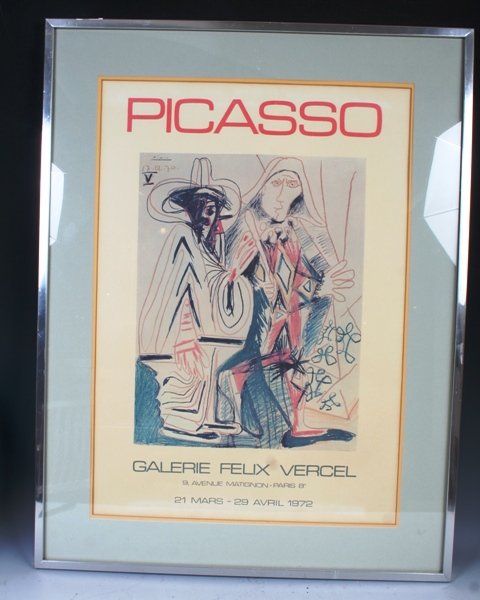 PICASSO
V
GALERIE FELIX VERCEL
9, AVENUE MATIGNON - PARIS 8e
21 MARS - 29 AVRIL 1972